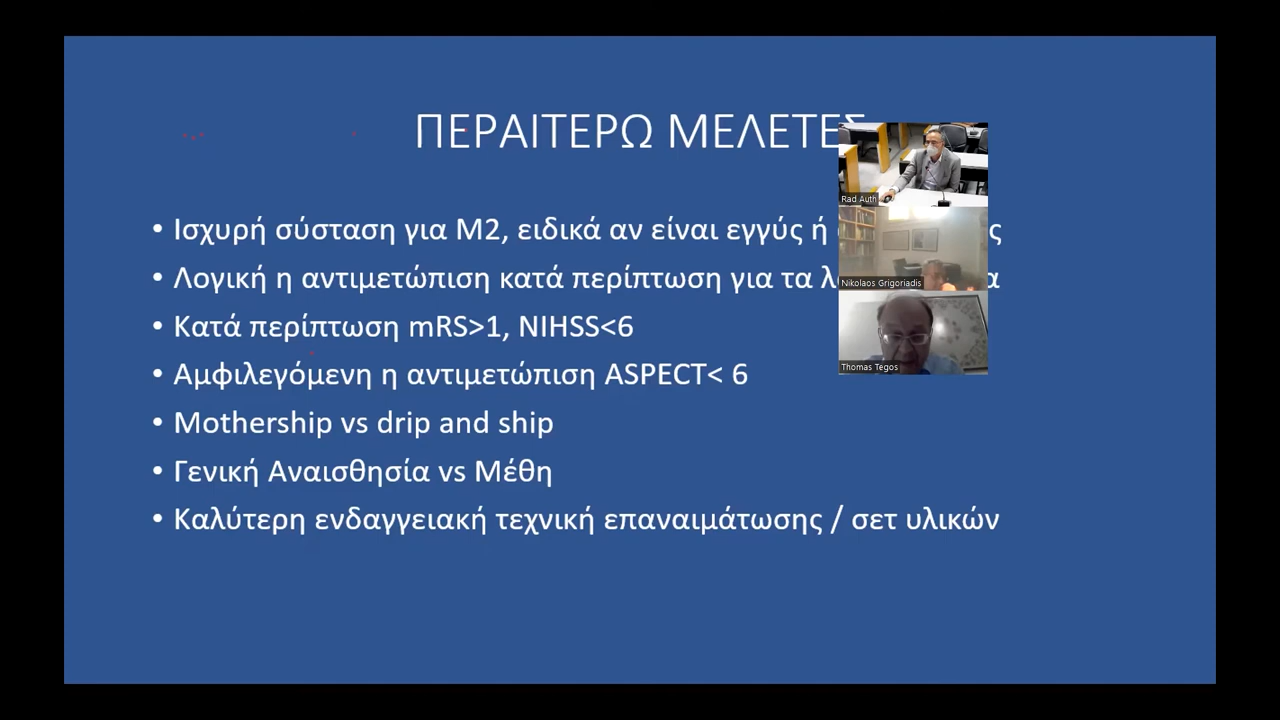 ΠΕΡΑΙΤΕΡΩ ΜΕΛΕΤΕΣ
• Ισχυρή σύσταση για Μ2, ειδικά αν είναι εγγύς ή
• Λογική η αντιμετώπιση κατά περίπτωση για τα
• Κατά περίπτωση mRS>1, NIHSS<6
• Αμφιλεγόμενη η αντιμετώπιση ASPECT< 6
• Mothership vs drip and ship
• Γενική Αναισθησία vs Μέθη
• Καλύτερη ενδαγγειακή τεχνική επαναιμάτωσης / σετ υλικών
Rad Auth
Nikolaos Grigoriadis
Thomas Tegos